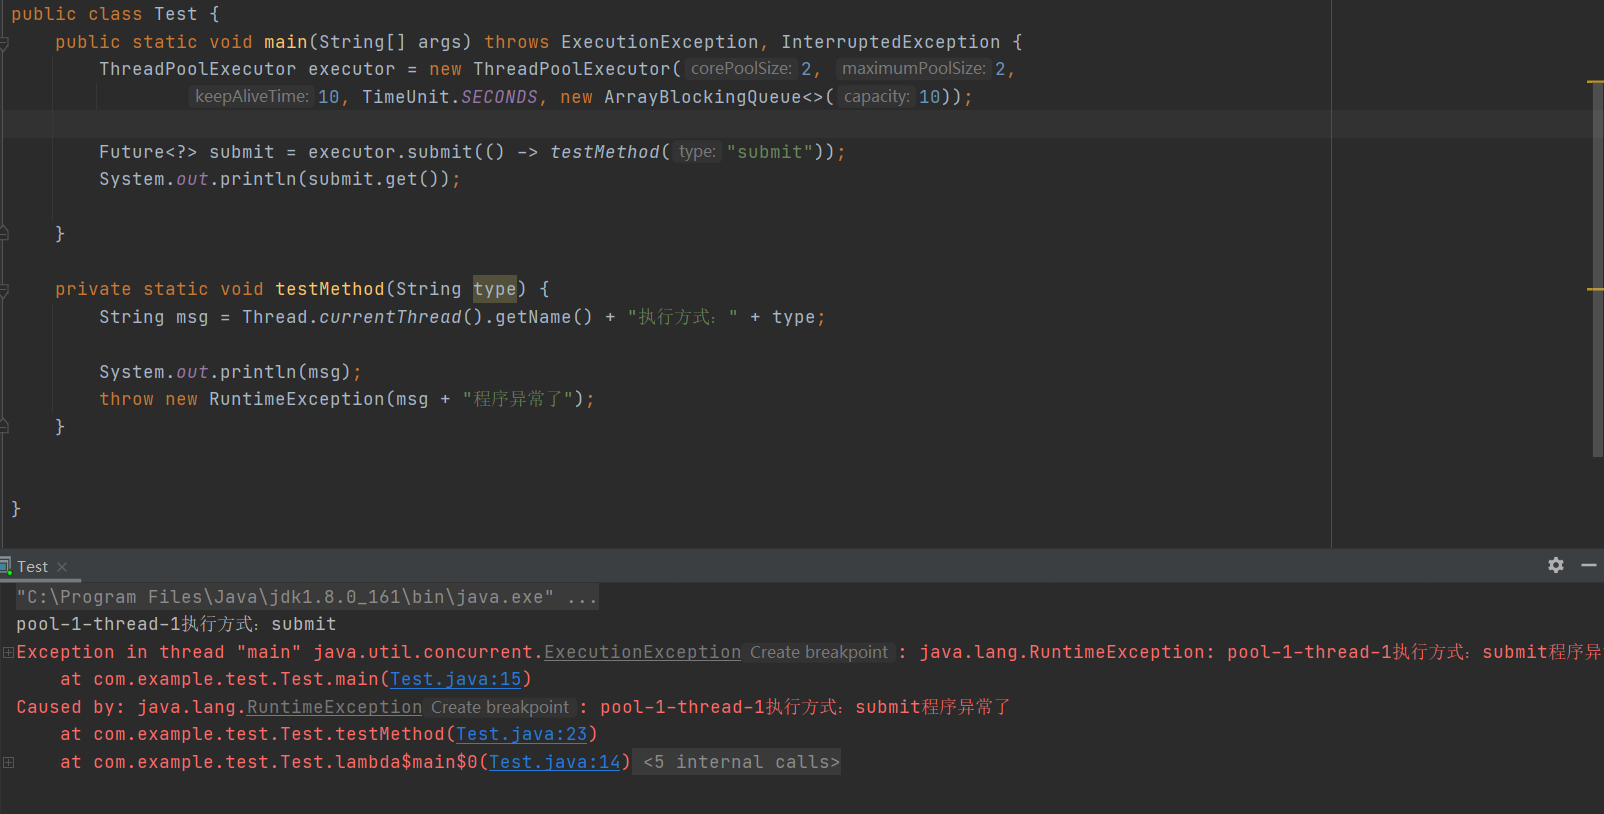 public class Test {
public static void main(String[] args) throws ExecutionException, InterruptedException {
ThreadPoolExecutor executor = new ThreadPoolExecutor( corePoolSize: 2, maximumPoolSize: 2,
keepAliveTime: 10, TimeUnit.SECONDS, new ArrayBlockingQueue<>( capacity: 10));
Future<?> submit = executor.submit(() -> testMethod( type: "submit"));
System.out.println(submit.get());
}
private static void testMethod(String type) {
String msg = Thread.currentThread().getName() + "执行方式：" + type;
System.out.println(msg);
throw new RuntimeException(msg + "程序异常了");
}
}
Test
"C:\Program Files\Java\jdk1.8.0_161\bin\java.exe" ...
pool-1-thread-1执行方式：submit
Exception in thread "main" java.util.concurrent.ExecutionException Create breakpoint : java.lang.RuntimeException: pool-1-thread-1执行方式：submit程序异
at com.example.test.Test.main(Test.java:15)
Caused by: java.lang.RuntimeException Create breakpoint : pool-1-thread-1执行方式：submit程序异常了
at com.example.test.Test.testMethod(Test.java:23)
at com.example.test.Test.lambda$main$0(Test.java:14) <5 internal calls>